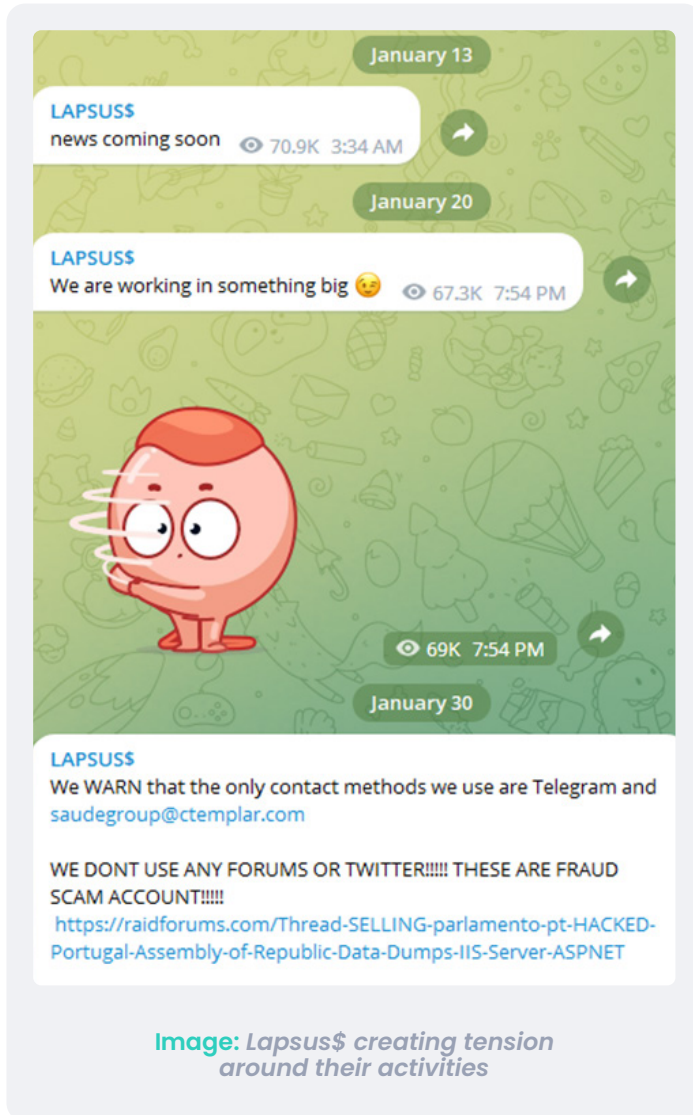 January 13
LAPSUS$
news coming soon 70.9K 3:34 AM
January 20
LAPSUS$
We are working in something big 😉 67.3K 7:54 PM
69K 7:54 PM
January 30
LAPSUS$
We WARN that the only contact methods we use are Telegram and
saudegroup@ctemplar.com
WE DONT USE ANY FORUMS OR TWITTER!!!!! THESE ARE FRAUD
SCAM ACCOUNT!!!!!
https://raidforums.com/Thread-SELLING-parlamento-pt-HACKED-
Portugal-Assembly-of-Republic-Data-Dumps-IIS-Server-ASPNET
Image: Lapsus$ creating tension
around their activities